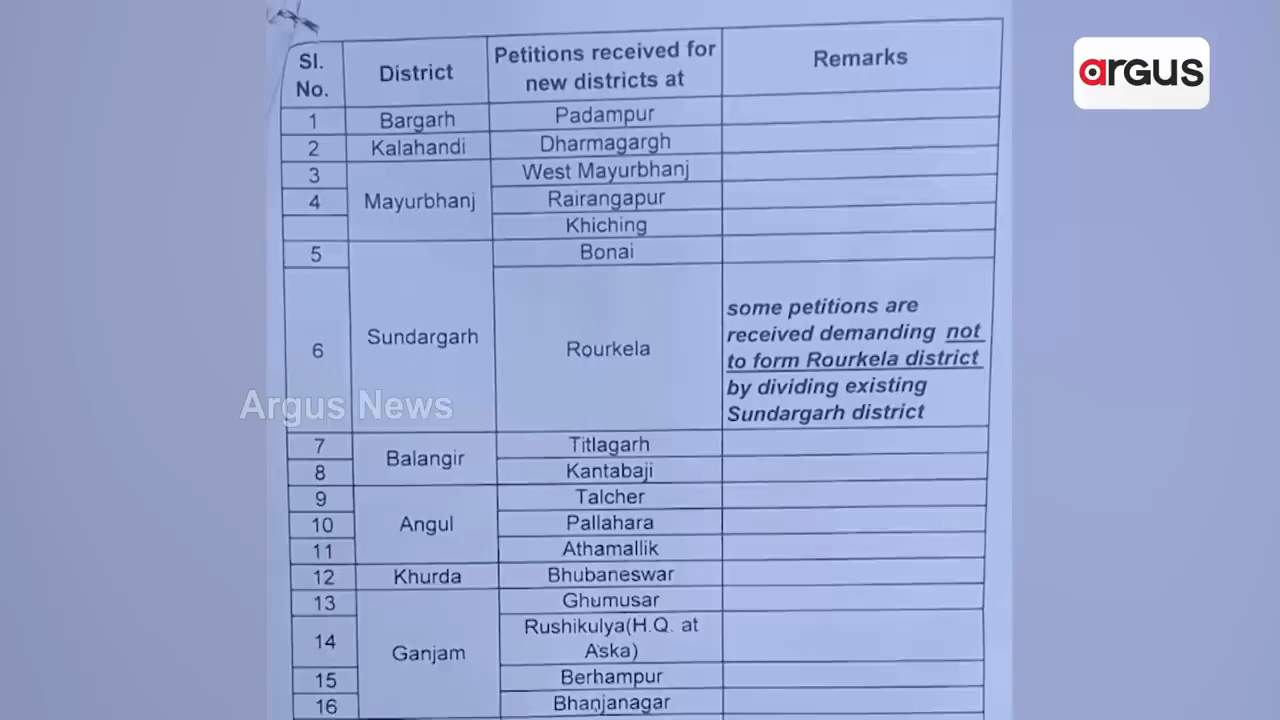 argus
Sl. No.
District
Petitions received for new districts at
Remarks
1
Bargarh
Padampur
2
Kalahandi
Dharmagargh
3
Mayurbhanj
West Mayurbhanj
4
Rairangapur
Khiching
5
Sundargarh
Bonai
6
Rourkela
some petitions are
received demanding not
to form Rourkela district
by dividing existing
Sundargarh district
Argus News
7
Balangir
Titlagarh
8
Kantabaji
9
Angul
Talcher
10
Pallahara
11
Athamallik
12
Khurda
Bhubaneswar
13
Ganjam
Ghumusar
14
Rushikulya(H.Q. at
Aska)
15
Berhampur
16
Bhanjanagar